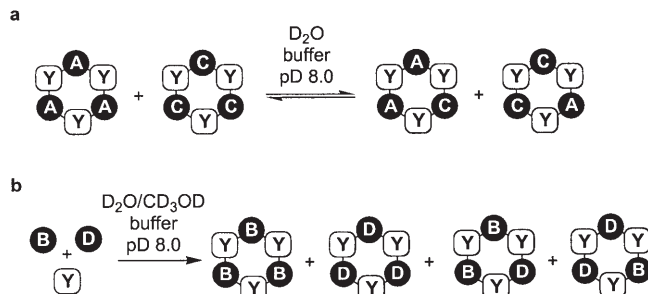 a
D₂O
buffer
pD 8.0
A C A C
Y Y Y Y Y Y Y Y
A A + C C A C + C A
Y Y Y Y
b
D₂O/CD₃OD
buffer
pD 8.0
B + D
Y
B D B D
Y Y Y Y Y Y Y Y
B B + D D + B D + D B
Y Y Y Y